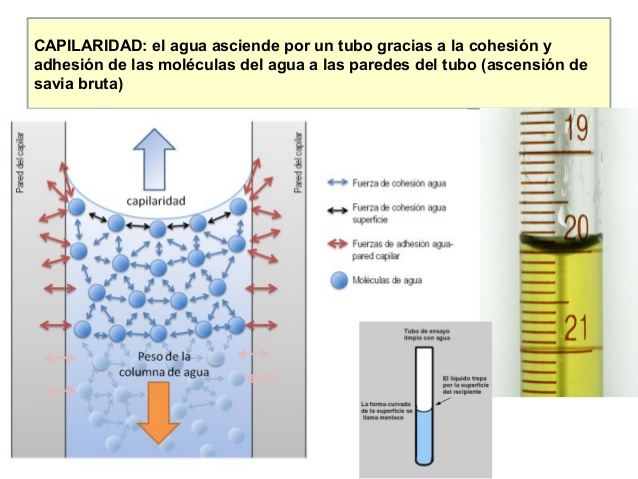 CAPILARIDAD: el agua asciende por un tubo gracias a la cohesión y
adhesión de las moléculas del agua a las paredes del tubo (ascensión de
savia bruta)
Pared del capilar
capilaridad
Pared del capilar
Peso de la
columna de agua
Fuerza de cohesión agua
Fuerza de cohesión agua
superficie
Fuerzas de adhesión agua-
pared capilar
Moléculas de agua
19
20
21
Tubo de ensayo
limpio con agua
El líquido trepa
por la superficie
del recipiente
La forma curvada
de la superficie se
llama menisco